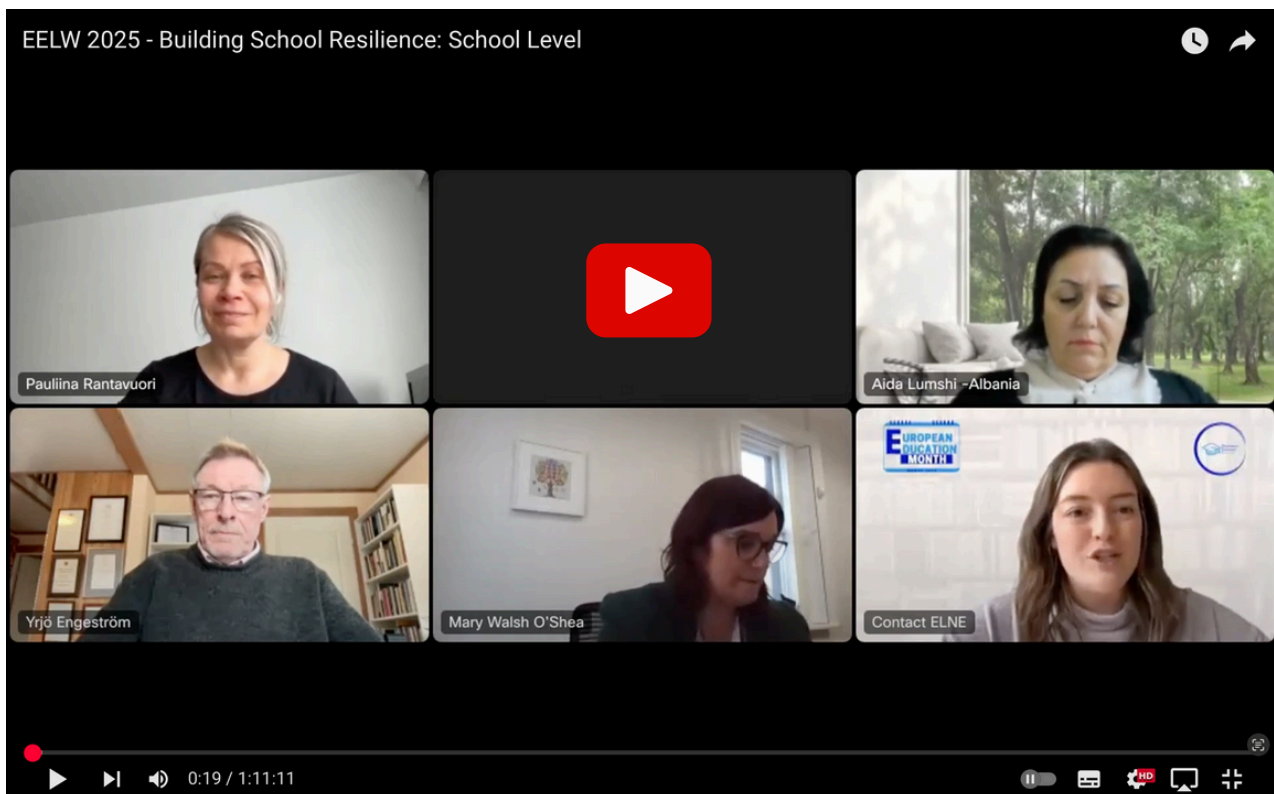 EELW 2025 - Building School Resilience: School Level
Pauliina Rantavuori
Aida Lumshi -Albania
EUROPEAN
EDUCATION
MONTH
Yrjö Engeström
Mary Walsh O'Shea
Contact ELNE
0:19 / 1:11:11
HD